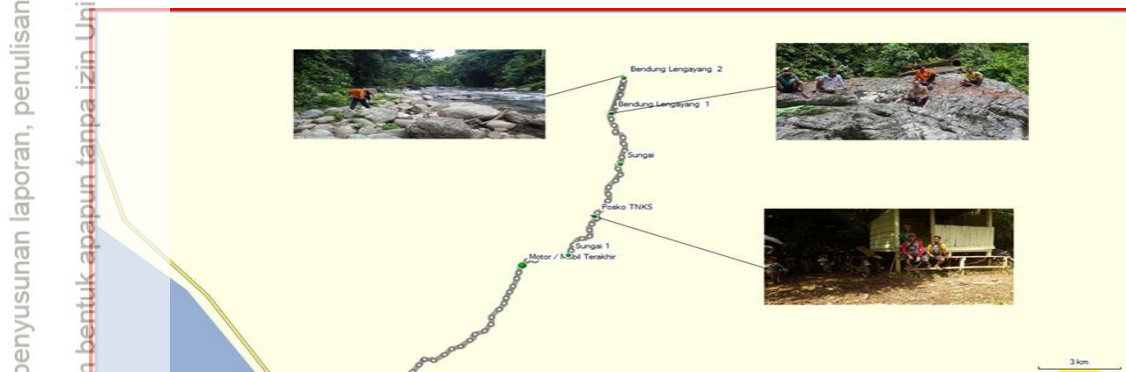 penyusunan laporan, penulisan
n bentuk apapun tanpa izin Uni
Bendung Lengayang 2
Bendung Lengayang 1
Sungai
Posko TNKS
Sungai 1
Motor / Mobil Terakhir
3 km